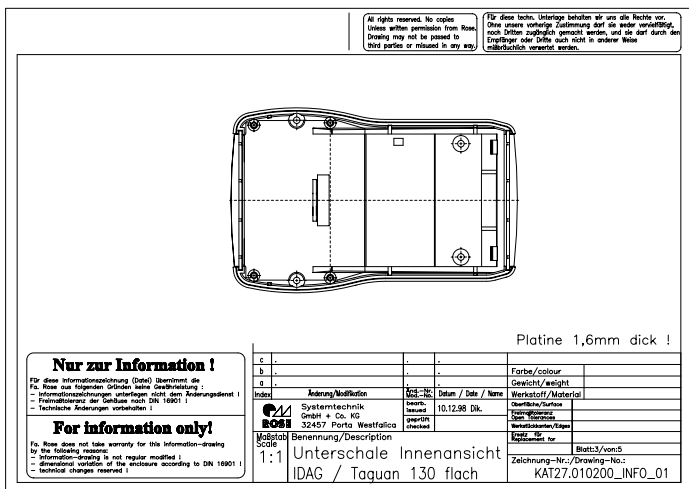 All rights reserved. No copies
Unless written permission from Rose.
Drawing may not be passed to
third parties or misused in any way.
Für diese techn. Unterlage behalten wir uns alle Rechte vor.
Ohne unsere vorherige Zustimmung darf sie weder vervielfältigt,
noch Dritten zugänglich gemacht werden, und sie darf durch den
Empfänger oder Dritte auch nicht in anderer Weise
mißbräuchlich verwertet werden.
Platine 1,6mm dick !
Nur zur Information !
Für diese Informationszeichnung (Datei) übernimmt die
Fa. Rose aus folgenden Gründen keine Gewährleistung :
– Informationszeichnungen unterliegen nicht dem Änderungsdienst !
– Freimaßtoleranz der Gehäuse nach DIN 16901 !
– Technische Änderungen vorbehalten !
For information only!
Fa. Rose does not take warranty for this information-drawing
by the following reasons:
– information-drawing is not regular modified !
– dimensional variation of the enclosure according to DIN 16901 !
– technical changes reserved !
c . . .
b . . .
a . . .
Index Änderung/Modifikation Änd.-Nr. Mod.-No. Datum / Date / Name
ROSE
Systemtechnik
GmbH + Co. KG
32457 Porta Westfalica
bearb.
issued
10.12.98 Dik.
geprüft
checked
Maßstab
Scale
1:1
Benennung/Description
Unterschale Innenansicht
IDAG / Taguan 130 flach
Farbe/colour
Gewicht/weight
Werkstoff/Material
Oberfläche/Surface
Freimaßtoleranz
Open Tolerances
Werkstückkanten/Edges
Ersatz für
Replacement for
Blatt:3/von:5
Zeichnung-Nr.:/Drawing-No.:
KAT27.010200_INFO_01